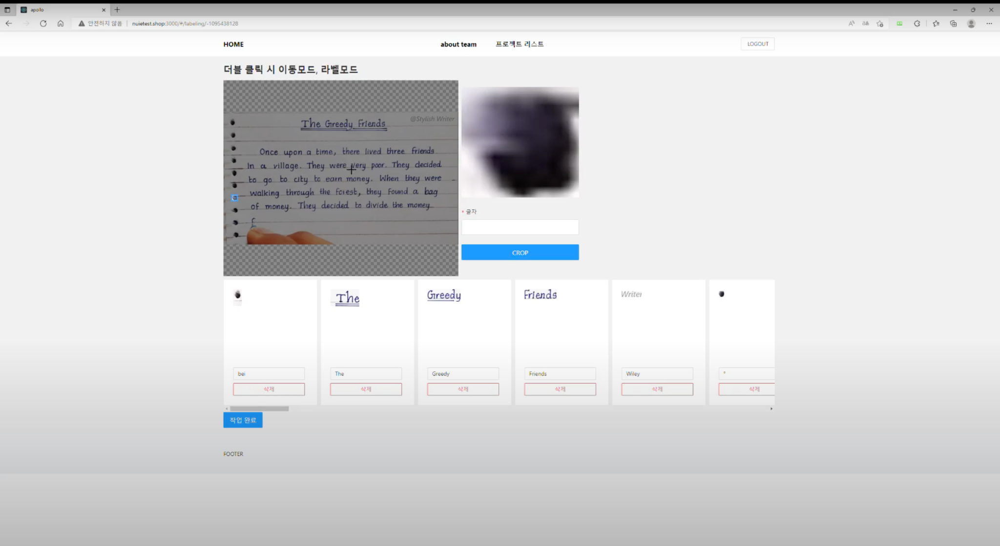 apollo
안전하지 않음 | nuietest.shop:3000/#/labeling/-1095438128
HOME about team 프로젝트 리스트 LOGOUT
더블 클릭 시 이동모드, 라벨모드
@Stylish Writer
The Greedy Friends
Once upon a time, there lived three friends
In a village. They were very poor. They decided
to go to city to earn money. When they were
walking through the forest, they found a bag
of money. They decided to divide the money
f
* 글자
CROP
The Greedy Friends Writer
bei The Greedy Friends Wiley °
삭제 삭제 삭제 삭제 삭제 삭제
작업 완료
FOOTER